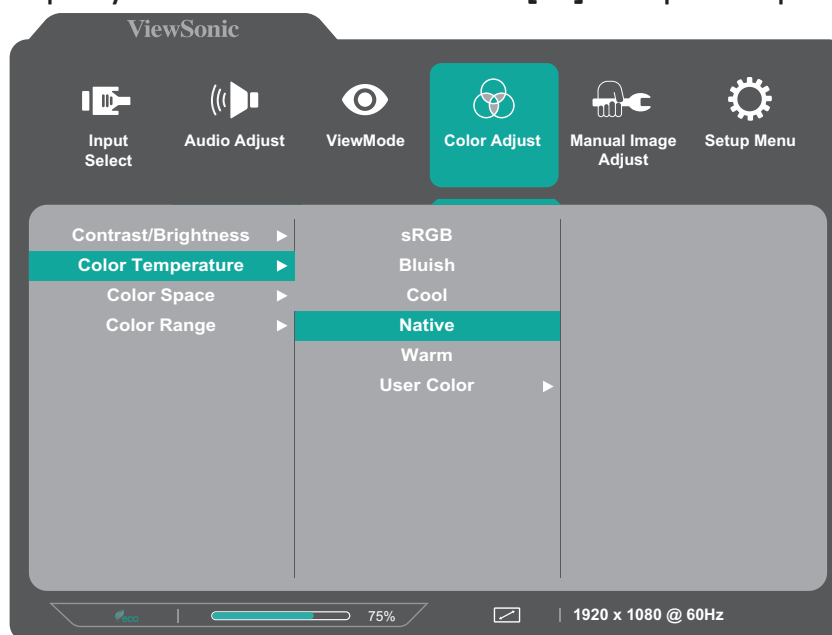 ViewSonic
Input Select
Audio Adjust
ViewMode
Color Adjust
Manual Image Adjust
Setup Menu
Contrast/Brightness
Color Temperature
Color Space
Color Range
sRGB
Bluish
Cool
Native
Warm
User Color
eco
75%
1920 x 1080 @ 60Hz